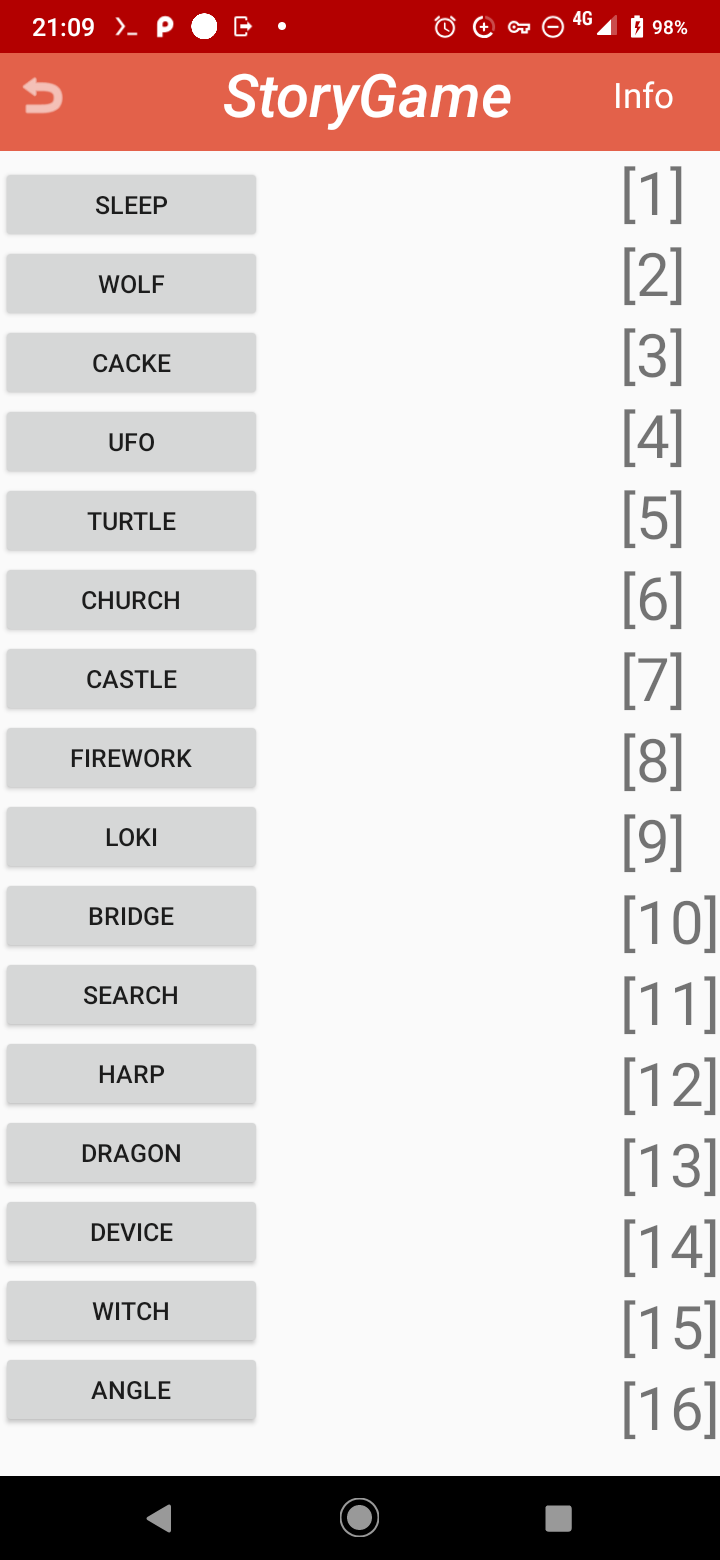 21:09 4G 98%
StoryGame Info
SLEEP [1]
WOLF [2]
CACKE [3]
UFO [4]
TURTLE [5]
CHURCH [6]
CASTLE [7]
FIREWORK [8]
LOKI [9]
BRIDGE [10]
SEARCH [11]
HARP [12]
DRAGON [13]
DEVICE [14]
WITCH [15]
ANGLE [16]